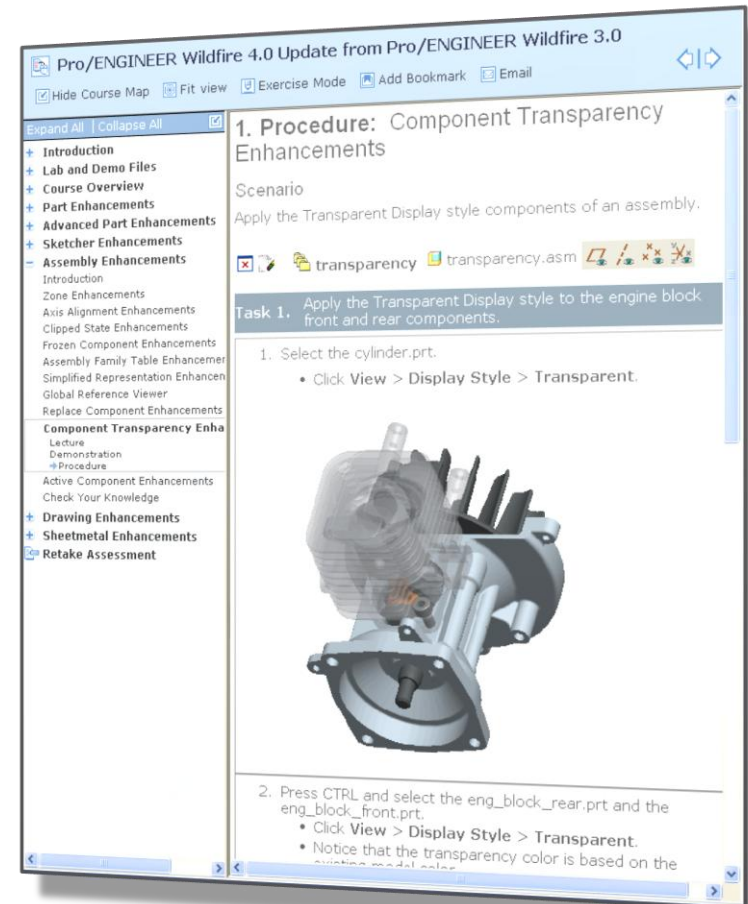 Pro/ENGINEER Wildfire 4.0 Update from Pro/ENGINEER Wildfire 3.0
Hide Course Map Fit view Exercise Mode Add Bookmark Email
Expand All | Collapse All
+ Introduction
+ Lab and Demo Files
+ Course Overview
+ Part Enhancements
+ Advanced Part Enhancements
+ Sketcher Enhancements
− Assembly Enhancements
Introduction
Zone Enhancements
Axis Alignment Enhancements
Clipped State Enhancements
Frozen Component Enhancements
Assembly Family Table Enhancemer
Simplified Representation Enhancen
Global Reference Viewer
Replace Component Enhancements
Component Transparency Enha
Lecture
Demonstration
Procedure
Active Component Enhancements
Check Your Knowledge
+ Drawing Enhancements
+ Sheetmetal Enhancements
Retake Assessment
1. Procedure: Component Transparency
Enhancements
Scenario
Apply the Transparent Display style components of an assembly.
transparency transparency.asm
Task 1. Apply the Transparent Display style to the engine block
front and rear components.
1. Select the cylinder.prt.
• Click View > Display Style > Transparent.
2. Press CTRL and select the eng_block_rear.prt and the
eng_block_front.prt.
• Click View > Display Style > Transparent.
• Notice that the transparency color is based on the
existing model color